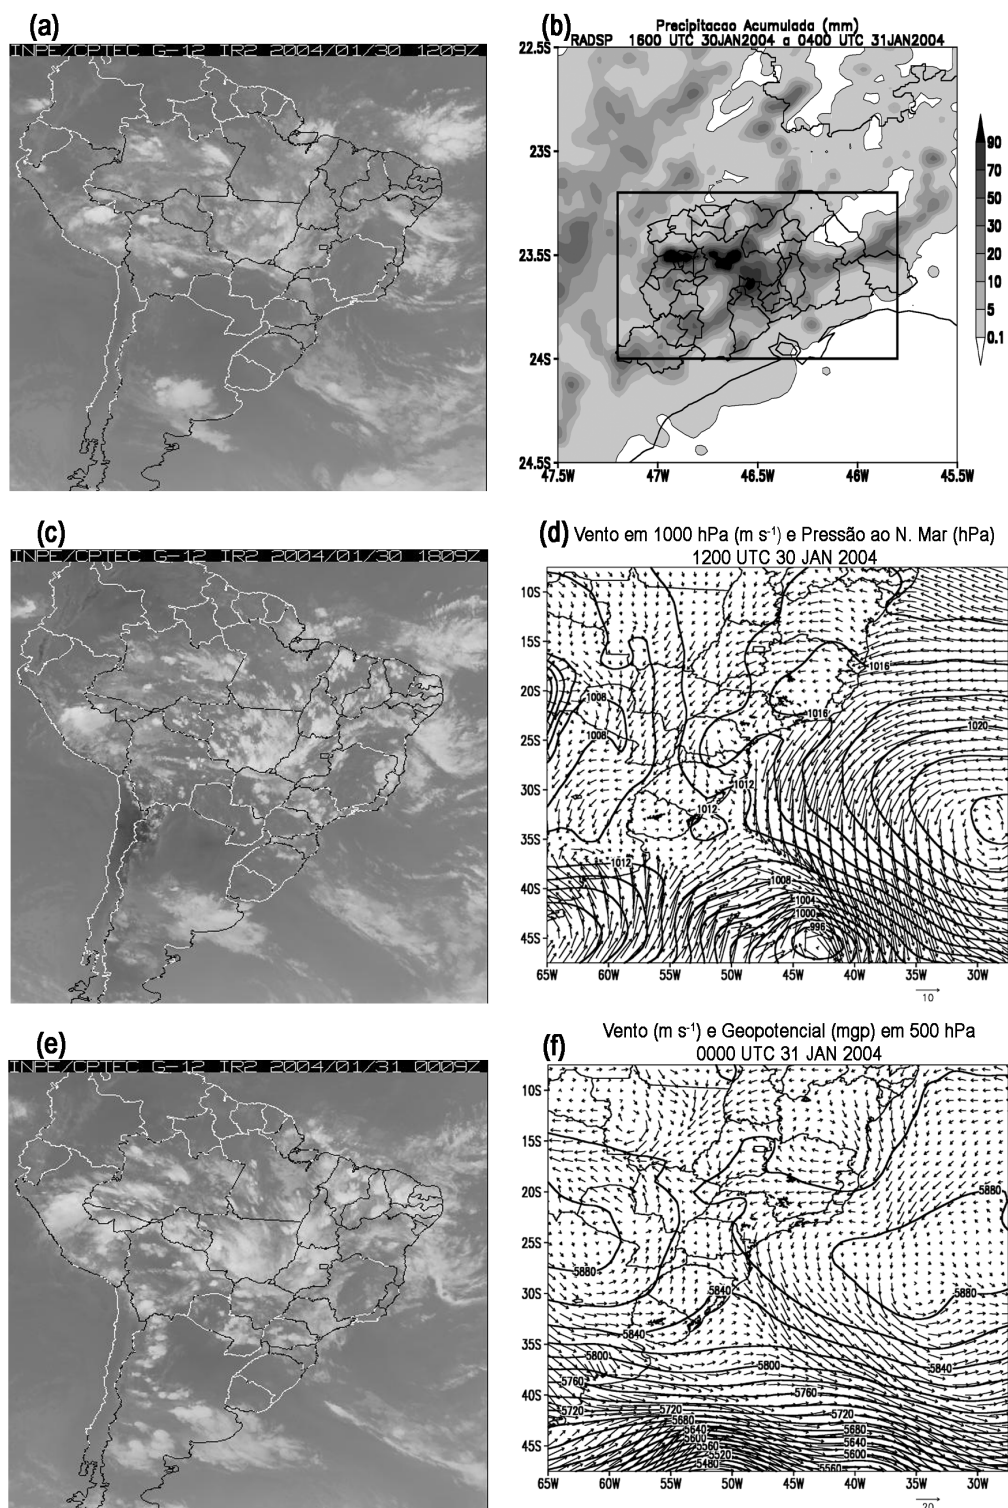 (a)
INPE/CPTEC G-12 IR2 2004/01/30 1209Z
(b)
Precipitacao Acumulada (mm)
RADSP 1600 UTC 30JAN2004 a 0400 UTC 31JAN2004
22.5S
23S
23.5S
24S
24.5S
47.5W 47W 46.5W 46W 45.5W
90
70
50
30
20
10
5
0.1
(c)
INPE/CPTEC G-12 IR2 2004/01/30 1809Z
(d) Vento em 1000 hPa (m s-1) e Pressão ao N. Mar (hPa)
1200 UTC 30 JAN 2004
10S
15S
20S
25S
30S
35S
40S
45S
1016
1008
1016
1020
1008
1012
1012
1012
1008
1004
1000
996
65W 60W 55W 50W 45W 40W 35W 30W
10
(e)
INPE/CPTEC G-12 IR2 2004/01/31 0009Z
(f) Vento (m s-1) e Geopotencial (mgp) em 500 hPa
0000 UTC 31 JAN 2004
10S
15S
20S
25S
30S
35S
40S
45S
5880
5880
5880
5840
5840
5840
5800
5800
5760
5760
5720
5720
5720
5680
5680
5640
5640
5600
5600
5560
5560
5520
5480
65W 60W 55W 50W 45W 40W 35W 30W
20